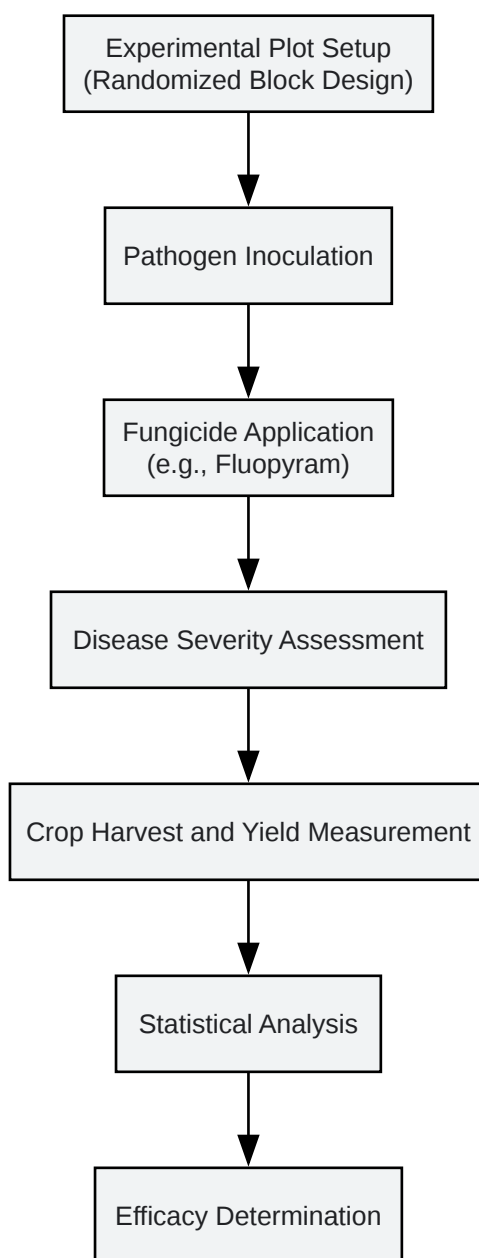 Experimental Plot Setup
(Randomized Block Design)
Pathogen Inoculation
Fungicide Application
(e.g., Fluopyram)
Disease Severity Assessment
Crop Harvest and Yield Measurement
Statistical Analysis
Efficacy Determination